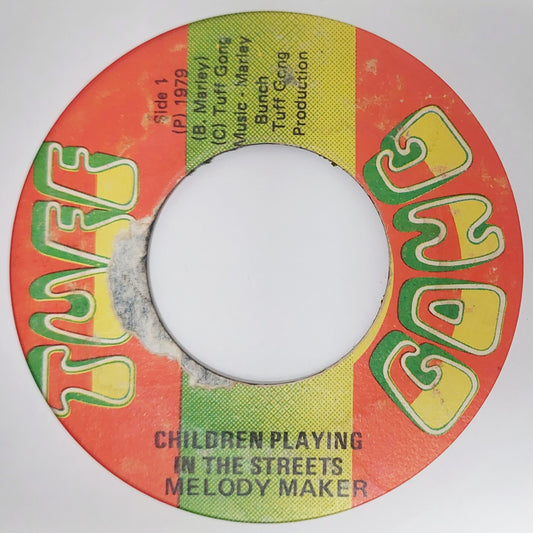 TUFF
GONG
Side 1
(P) 1979
(B. Marley)
(C) Tuff Gong
Music - Marley
Bunch
Tuff Gong
Production
CHILDREN PLAYING
IN THE STREETS
MELODY MAKER